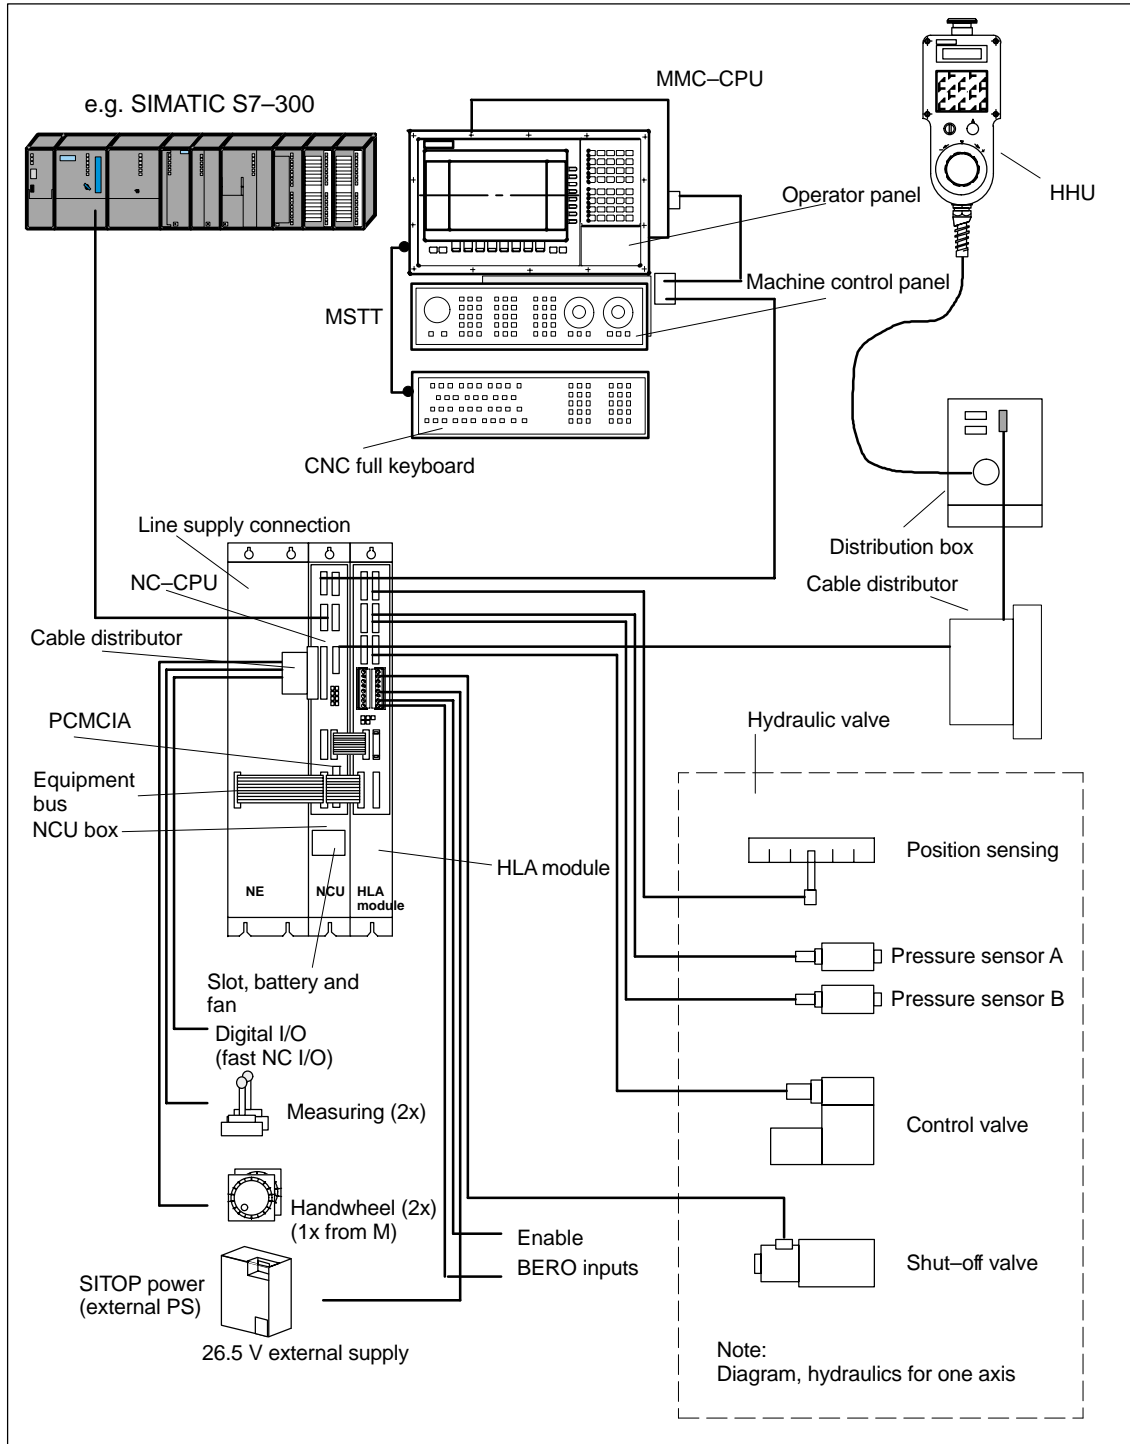 MMC–CPU
e.g. SIMATIC S7–300
Operator panel
HHU
Machine control panel
MSTT
CNC full keyboard
Line supply connection
Distribution box
NC–CPU
Cable distributor
Cable distributor
PCMCIA
Hydraulic valve
Equipment
bus
NCU box
Position sensing
HLA module
NE
NCU
HLA
module
Pressure sensor A
Slot, battery and
fan
Pressure sensor B
Digital I/O
(fast NC I/O)
Measuring (2x)
Control valve
Handwheel (2x)
(1x from M)
Enable
BERO inputs
Shut–off valve
SITOP power
(external PS)
26.5 V external supply
Note:
Diagram, hydraulics for one axis